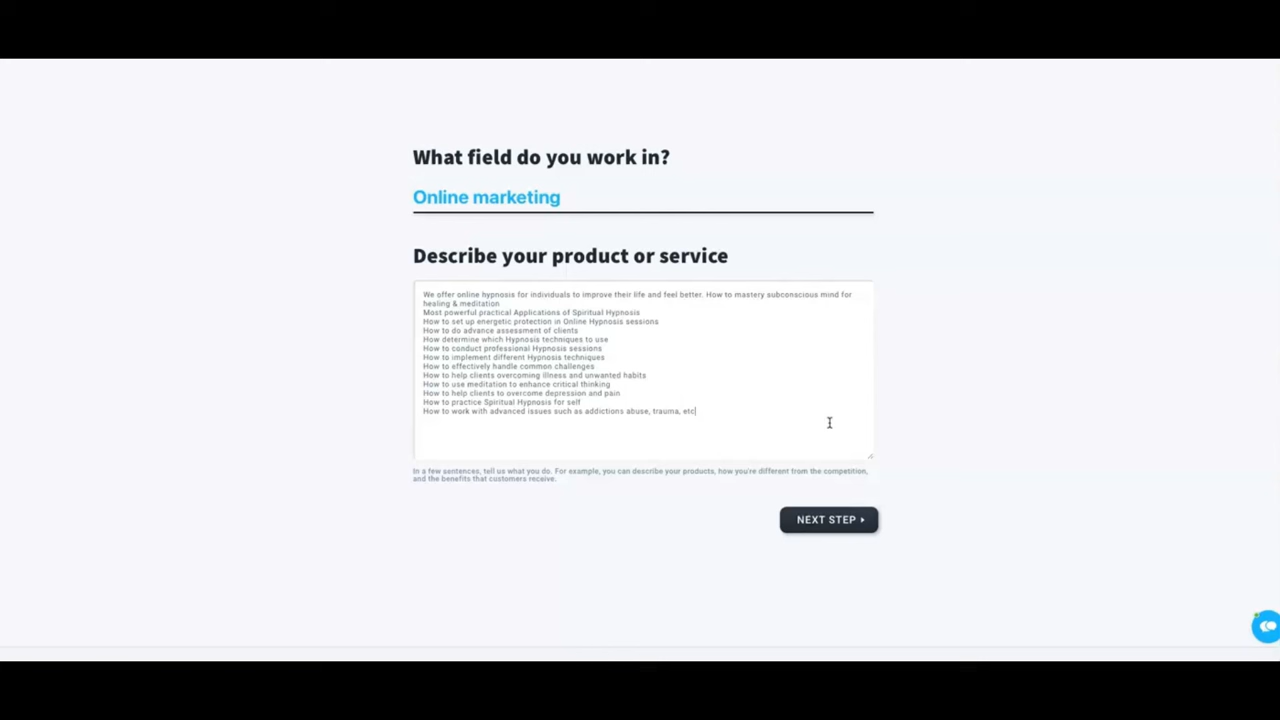 What field do you work in?
Online marketing
Describe your product or service
We offer online hypnosis for individuals to improve their life and feel better. How to mastery subconscious mind for
healing & meditation
Most powerful practical Applications of Spiritual Hypnosis
How to set up energetic protection in Online Hypnosis sessions
How to do advance assessment of clients
How determine which Hypnosis techniques to use
How to conduct professional Hypnosis sessions
How to implement different Hypnosis techniques
How to effectively handle common challenges
How to help clients overcoming illness and unwanted habits
How to use meditation to enhance critical thinking
How to help clients to overcome depression and pain
How to practice Spiritual Hypnosis for self
How to work with advanced issues such as addictions abuse, trauma, etc
In a few sentences, tell us what you do. For example, you can describe your products, how you're different from the competition,
and the benefits that customers receive.
NEXT STEP